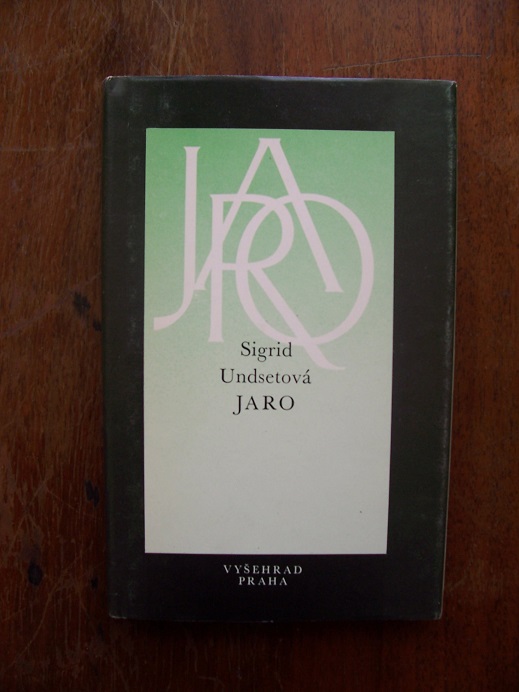 JARO
Sigrid
Undsetová
JARO
VYŠEHRAD
PRAHA